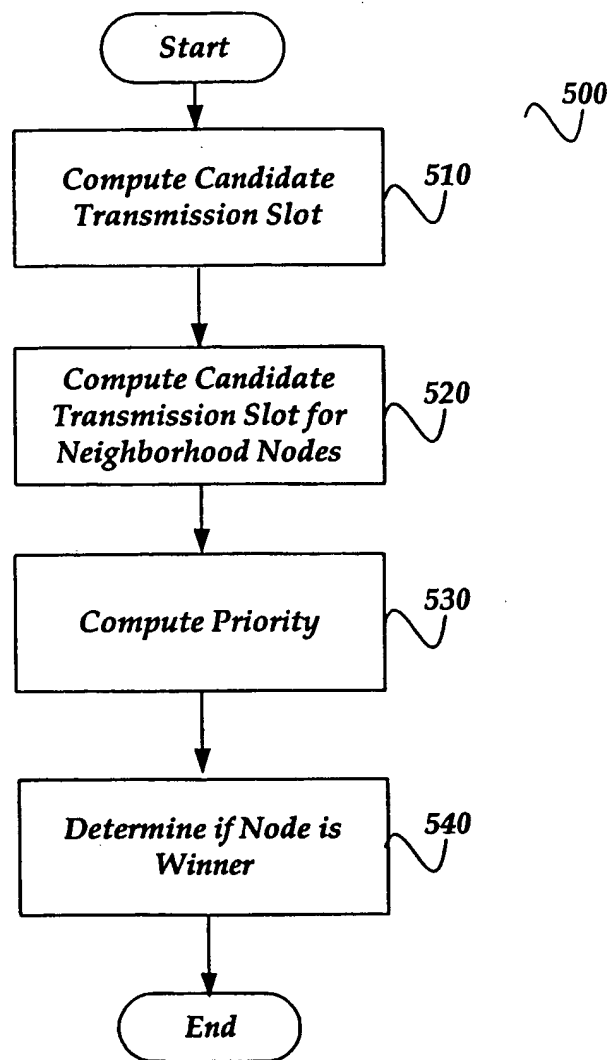 Start
500
Compute Candidate
Transmission Slot
510
Compute Candidate
Transmission Slot for
Neighborhood Nodes
520
Compute Priority
530
Determine if Node is
Winner
540
End